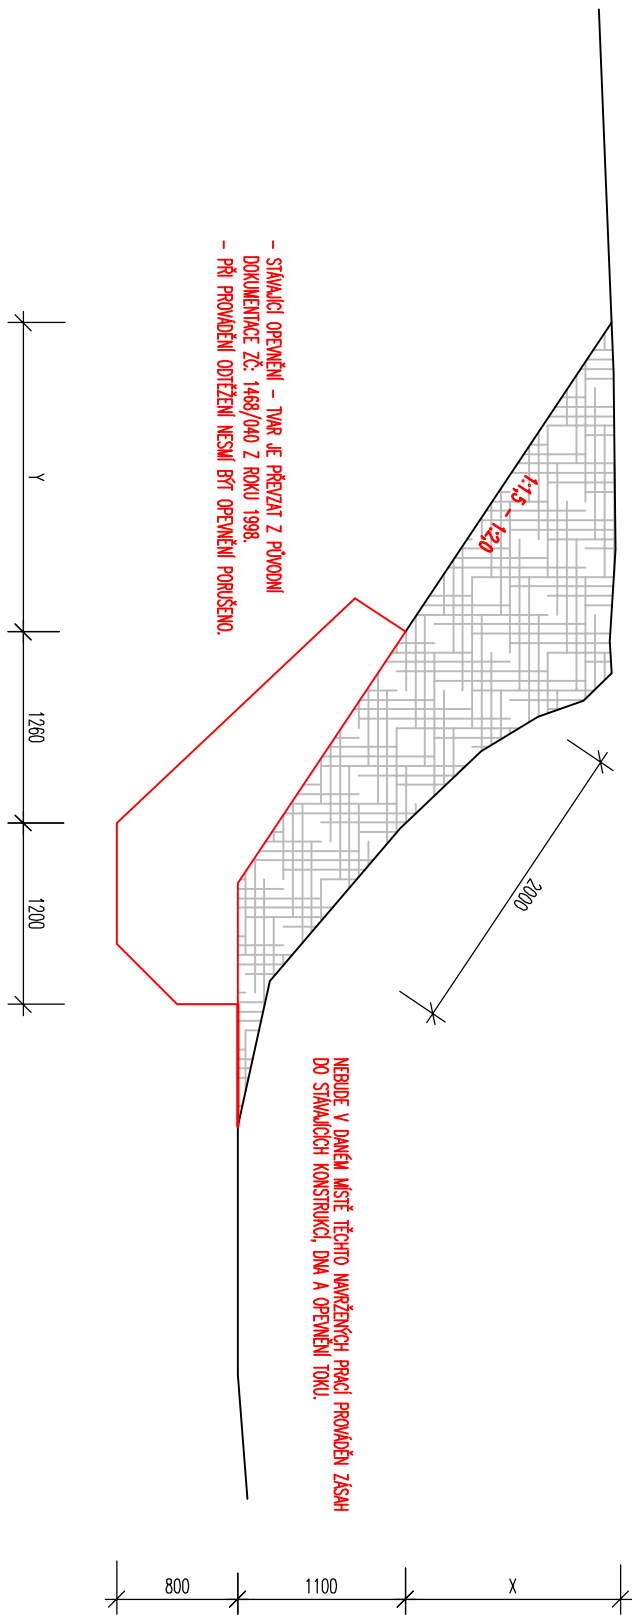 - STÁVAJÍCÍ OPEVNĚNÍ - TVAR JE PŘEVZAT Z PŮVODNÍ
DOKUMENTACE ZČ: 1468/040 Z ROKU 1998.
- PŘI PROVÁDĚNÍ ODTĚŽENÍ NESMÍ BÝT OPEVNĚNÍ PORUŠENO.
1:1,5 - 1:2,0
2000
NEBUDE V DANÉM MÍSTĚ TĚCHTO NAVRŽENÝCH PRACÍ PROVÁDĚN ZÁSAH
DO STÁVAJÍCÍCH KONSTRUKCÍ, DNA A OPEVNĚNÍ TOKU.
Y
1260
1200
X
1100
800